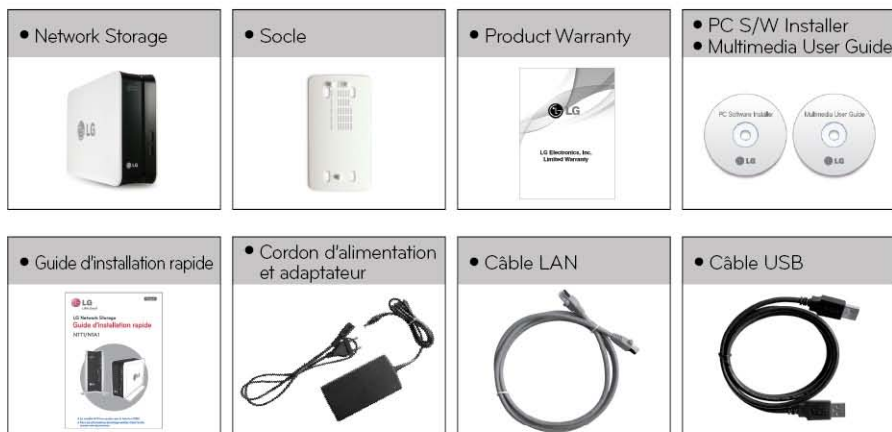 • Network Storage
• Socle
• Product Warranty
• PC S/W Installer
• Multimedia User Guide
LG
LG
LG
LG Electronics, Inc.
Limited Warranty
PC Software Installer
LG
Multimedia User Guide
LG
• Guide d'installation rapide
• Cordon d'alimentation
et adaptateur
• Câble LAN
• Câble USB
LG
LG Network Storage
Guide d'installation rapide